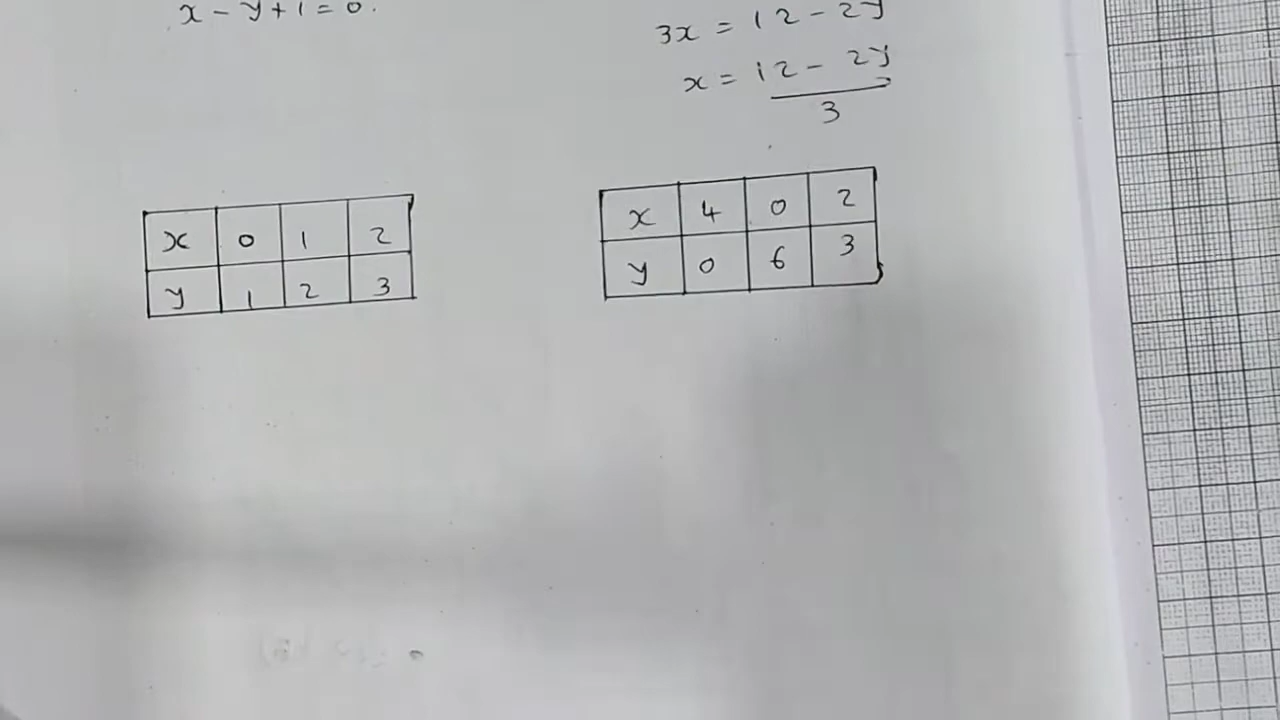 x - y + 1 = 0.
3x = 12 - 2y
x = 12 - 2y
3
x 0 1 2
y 1 2 3
x 4 0 2
y 0 6 3